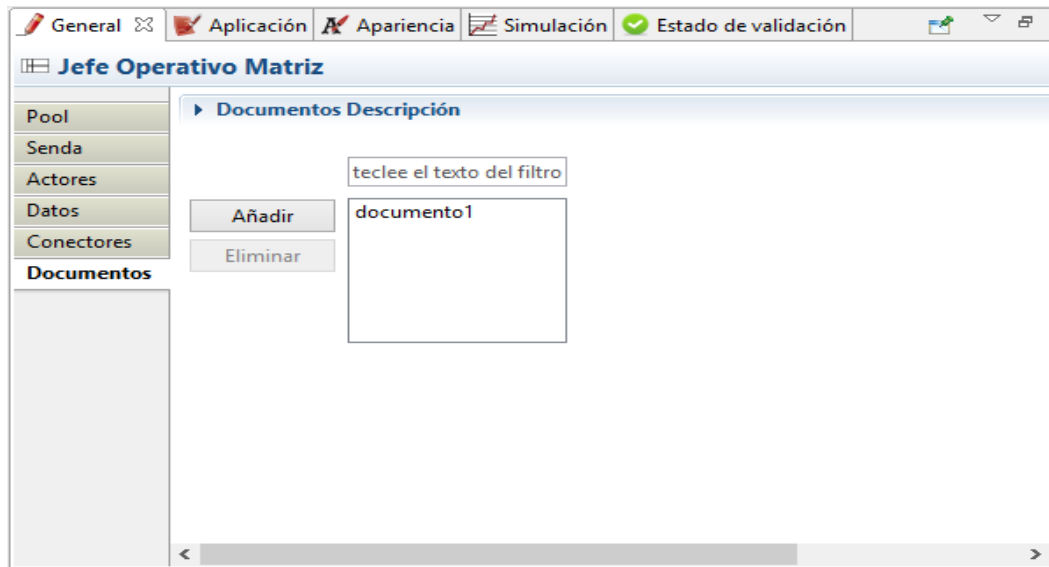 General Aplicación Apariencia Simulación Estado de validación
Jefe Operativo Matriz
Pool
Senda
Actores
Datos
Conectores
Documentos
Documentos Descripción
teclee el texto del filtro
Añadir
Eliminar
documento1